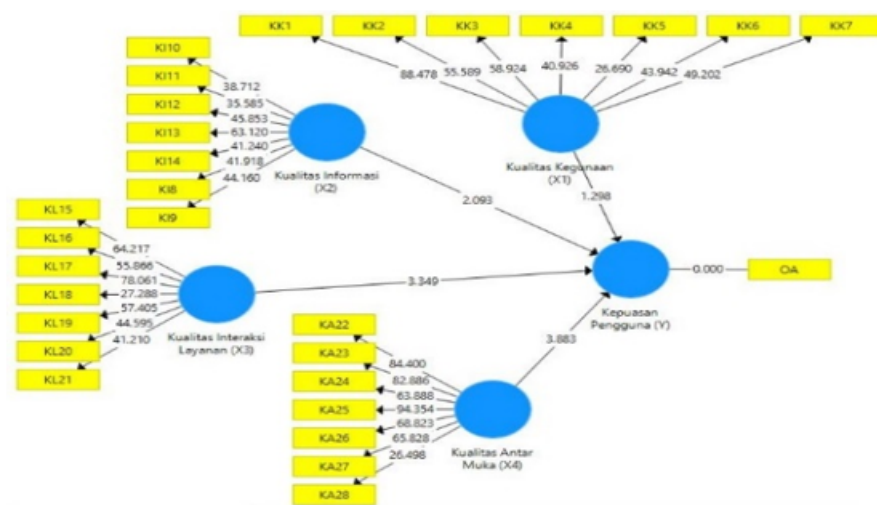 KK1
KK2
KK3
KK4
KK5
KK6
KK7
88.478
55.589
58.924
40.926
26.690
43.942
49.202
Kualitas Kegunaan
(X1)
1.298
KI10
KI11
KI12
KI13
KI14
KI8
KI9
38.712
35.585
45.853
63.120
41.240
41.918
44.160
Kualitas Informasi
(X2)
2.093
KL15
KL16
KL17
KL18
KL19
KL20
KL21
64.217
55.866
78.061
27.288
57.405
44.595
41.210
Kualitas Interaksi
Layanan (X3)
3.349
0.000
OA
Kepuasan
Pengguna (Y)
KA22
KA23
KA24
KA25
KA26
KA27
KA28
84.400
82.886
63.888
94.354
68.823
65.828
26.498
Kualitas Antar
Muka (X4)
3.883